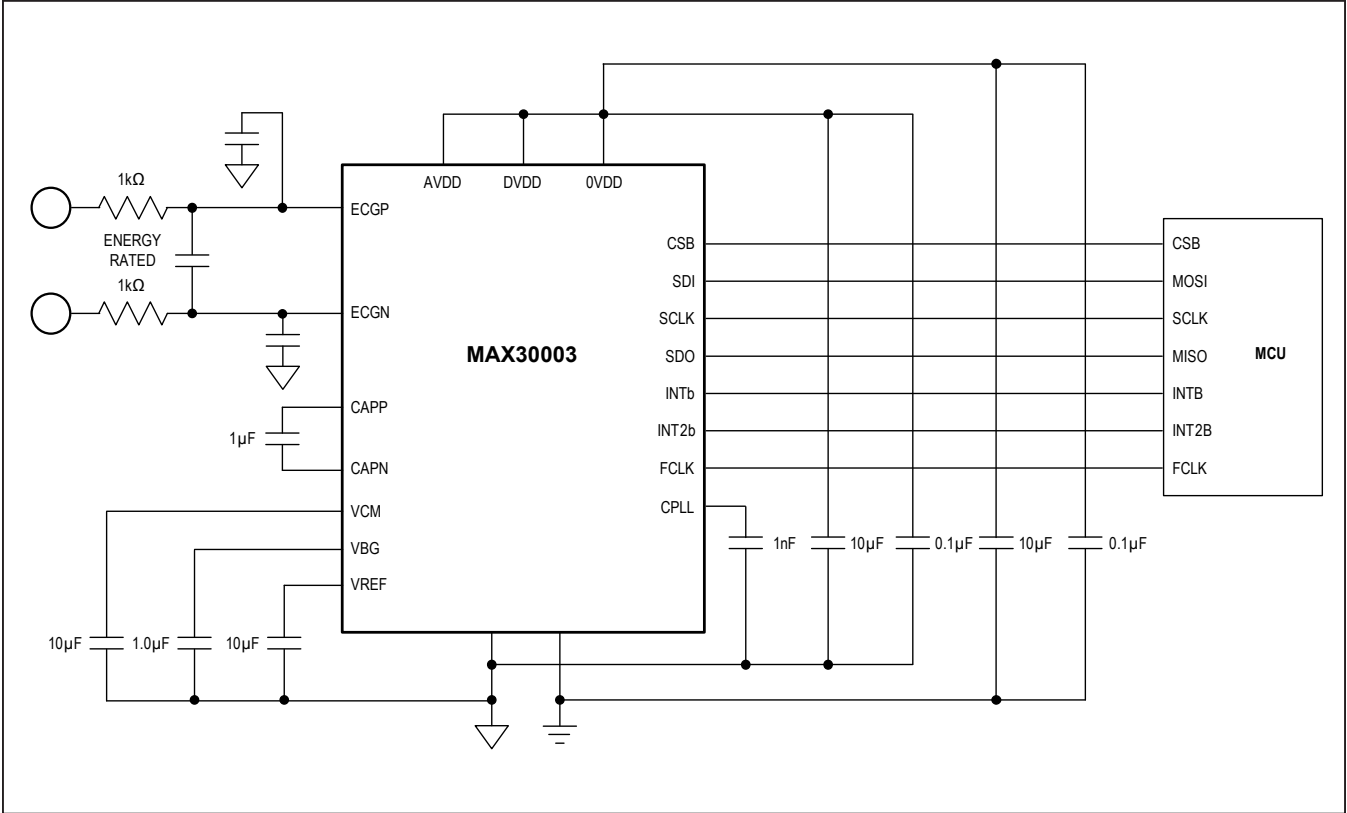 AVDD DVDD 0VDD
1kΩ
ECGP
ENERGY
RATED
1kΩ
ECGN
MAX30003
CAPP
1µF
CAPN
VCM
VBG
VREF
10µF 1.0µF 10µF
CSB
SDI
SCLK
SDO
INTb
INT2b
FCLK
CPLL
1nF 10µF 0.1µF 10µF 0.1µF
CSB
MOSI
SCLK
MISO
INTB
INT2B
FCLK
MCU